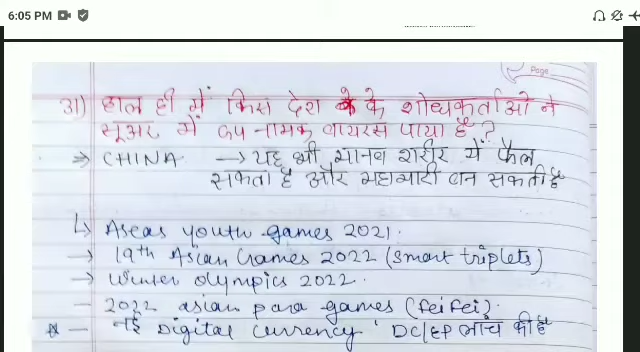 6:05 PM
Page
31) हाल ही में किस देश के के शोधकर्ताओ ने
सूअर में G4 नामक वायरस पाया है ?
⇒ CHINA → यह भी मानव शरीर में फैल
सकता है और महामारी बन सकती है
↳ Aseas youth games 2021.
→ 19th Asian Games 2022 (smart triplets)
→ Winter olympics 2022.
– 2022 asian para games (feifei).
– नई Digital currency ' DC/EP लांच की है